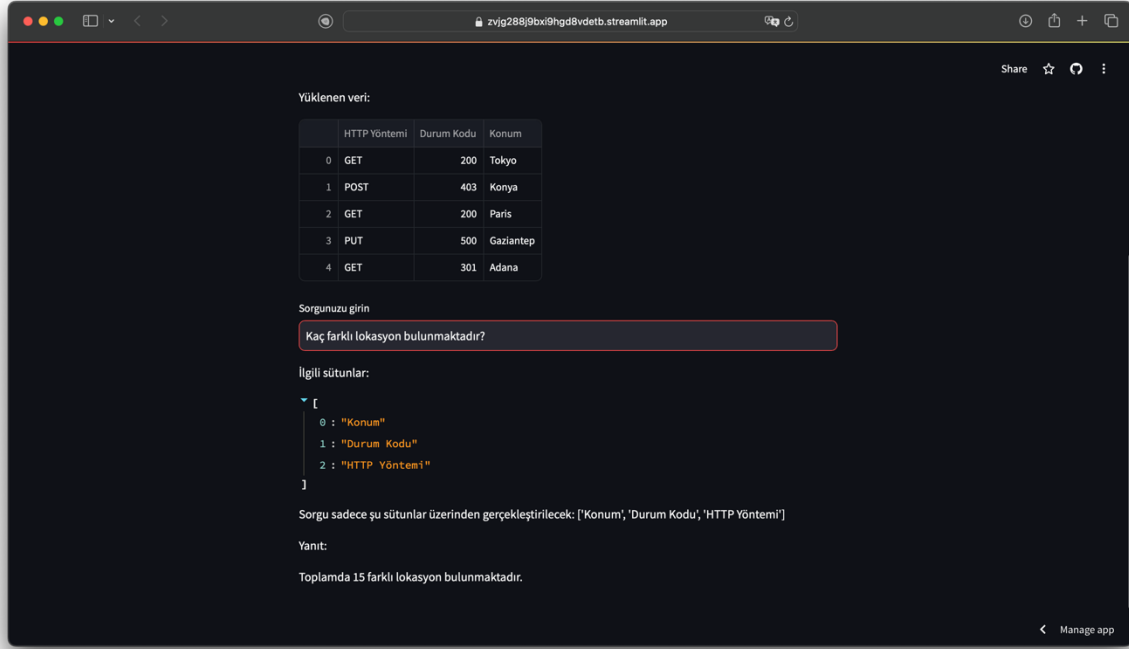 zvjg288j9bxi9hgd8vdetb.streamlit.app
Share
Yüklenen veri:
HTTP Yöntemi Durum Kodu Konum
0 GET 200 Tokyo
1 POST 403 Konya
2 GET 200 Paris
3 PUT 500 Gaziantep
4 GET 301 Adana
Sorgunuzu girin
Kaç farklı lokasyon bulunmaktadır?
İlgili sütunlar:
[
0 : "Konum"
1 : "Durum Kodu"
2 : "HTTP Yöntemi"
]
Sorgu sadece şu sütunlar üzerinden gerçekleştirilecek: ['Konum', 'Durum Kodu', 'HTTP Yöntemi']
Yanıt:
Toplamda 15 farklı lokasyon bulunmaktadır.
Manage app